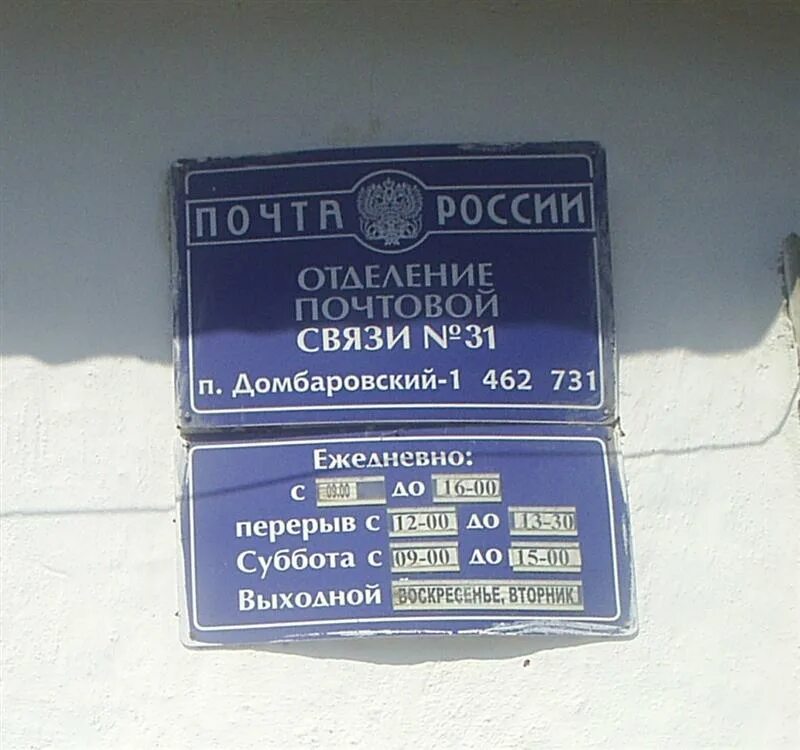 ПОЧТА РОССИИ
ОТДЕЛЕНИЕ
ПОЧТОВОЙ
СВЯЗИ №31
п. Домбаровский-1 462 731
Ежедневно:
с 09.00 до 16-00
перерыв с 12-00 до 13-30
Суббота с 09-00 до 15-00
Выходной ВОСКРЕСЕНЬЕ, ВТОРНИК